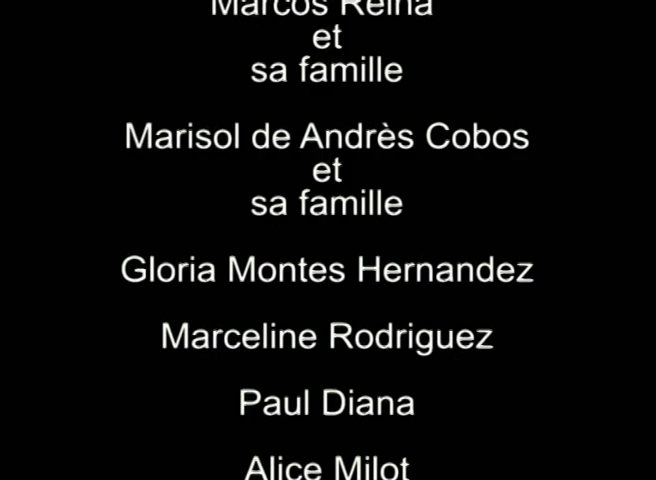 Marcos Reina
et
sa famille
Marisol de Andrès Cobos
et
sa famille
Gloria Montes Hernandez
Marceline Rodriguez
Paul Diana
Alice Milot